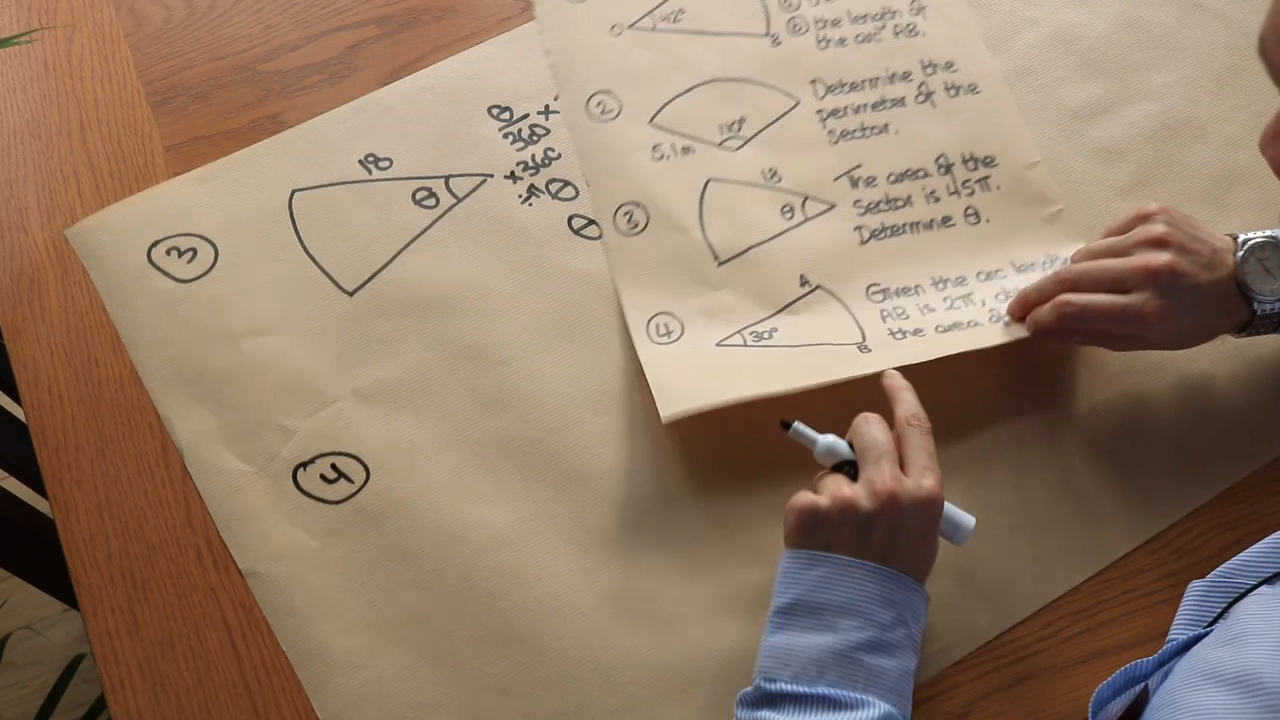 42°
B
the length of
the arc AB.
2
110°
5.1m
Determine the
perimeter of the
sector.
3
18
θ
The area of the
Sector is 45π.
Determine θ.
4
A
30°
B
Given the arc length
AB is 2π,
the area
3
18
θ
θ/360 ×
×360
÷π θ
θ
4